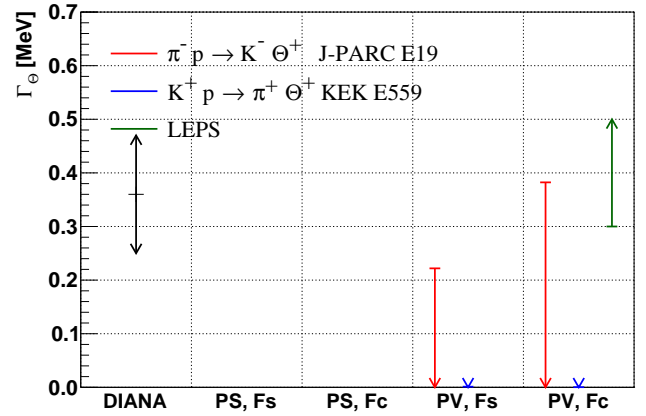 Γ_Θ [MeV]
0.7
0.6
0.5
0.4
0.3
0.2
0.1
0.0
π⁻ p → K⁻ Θ⁺ J-PARC E19
K⁺ p → π⁺ Θ⁺ KEK E559
LEPS
DIANA PS, Fs PS, Fc PV, Fs PV, Fc